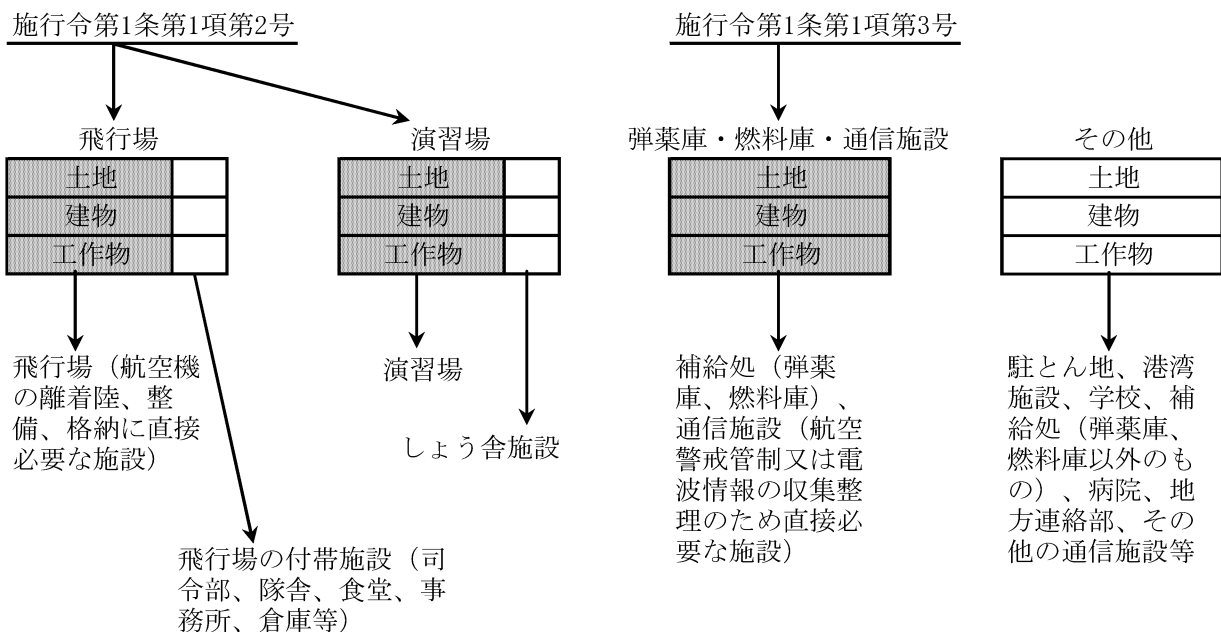 施行令第1条第1項第2号
施行令第1条第1項第3号
飛行場
演習場
弾薬庫・燃料庫・通信施設
その他
土地
建物
工作物
土地
建物
工作物
土地
建物
工作物
土地
建物
工作物
飛行場（航空機
の離着陸、整
備、格納に直接
必要な施設）
飛行場の付帯施設（司
令部、隊舎、食堂、事
務所、倉庫等）
演習場
しょう舎施設
補給処（弾薬
庫、燃料庫）、
通信施設（航空
警戒管制又は電
波情報の収集整
理のため直接必
要な施設）
駐とん地、港湾
施設、学校、補
給処（弾薬庫、
燃料庫以外のも
の）、病院、地
方連絡部、その
他の通信施設等